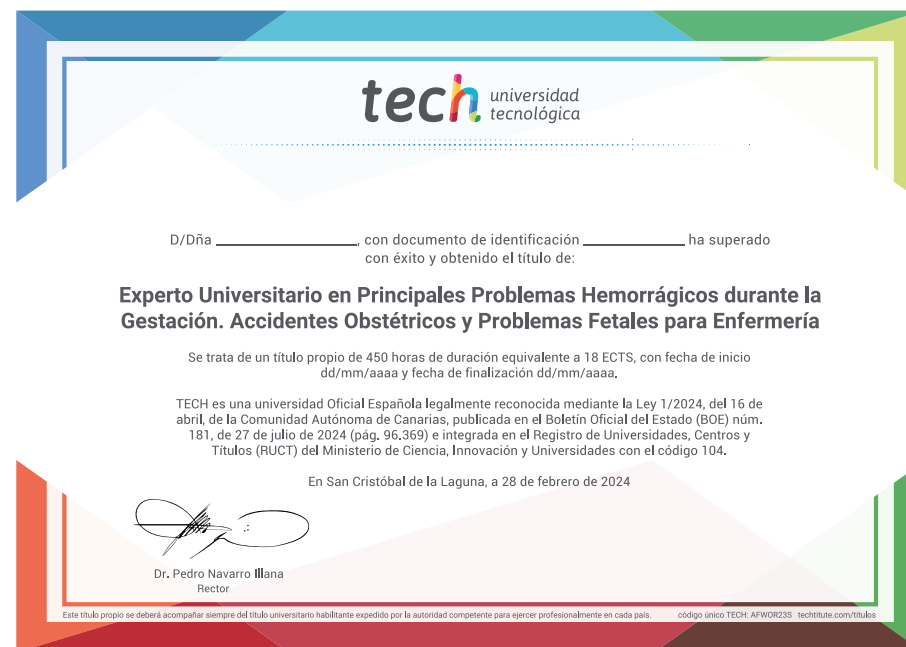 tech universidad
tecnológica
D/Dña ____________________, con documento de identificación ______________ ha superado
con éxito y obtenido el título de:
Experto Universitario en Principales Problemas Hemorrágicos durante la
Gestación. Accidentes Obstétricos y Problemas Fetales para Enfermería
Se trata de un título propio de 450 horas de duración equivalente a 18 ECTS, con fecha de inicio
dd/mm/aaaa y fecha de finalización dd/mm/aaaa.
TECH es una universidad Oficial Española legalmente reconocida mediante la Ley 1/2024, del 16 de
abril, de la Comunidad Autónoma de Canarias, publicada en el Boletín Oficial del Estado (BOE) núm.
181, de 27 de julio de 2024 (pág. 96.369) e integrada en el Registro de Universidades, Centros y
Títulos (RUCT) del Ministerio de Ciencia, Innovación y Universidades con el código 104.
En San Cristóbal de la Laguna, a 28 de febrero de 2024
Dr. Pedro Navarro Illana
Rector
Este título propio se deberá acompañar siempre del título universitario habilitante expedido por la autoridad competente para ejercer profesionalmente en cada país. código único TECH: AFWOR23S techtitute.com/titulos